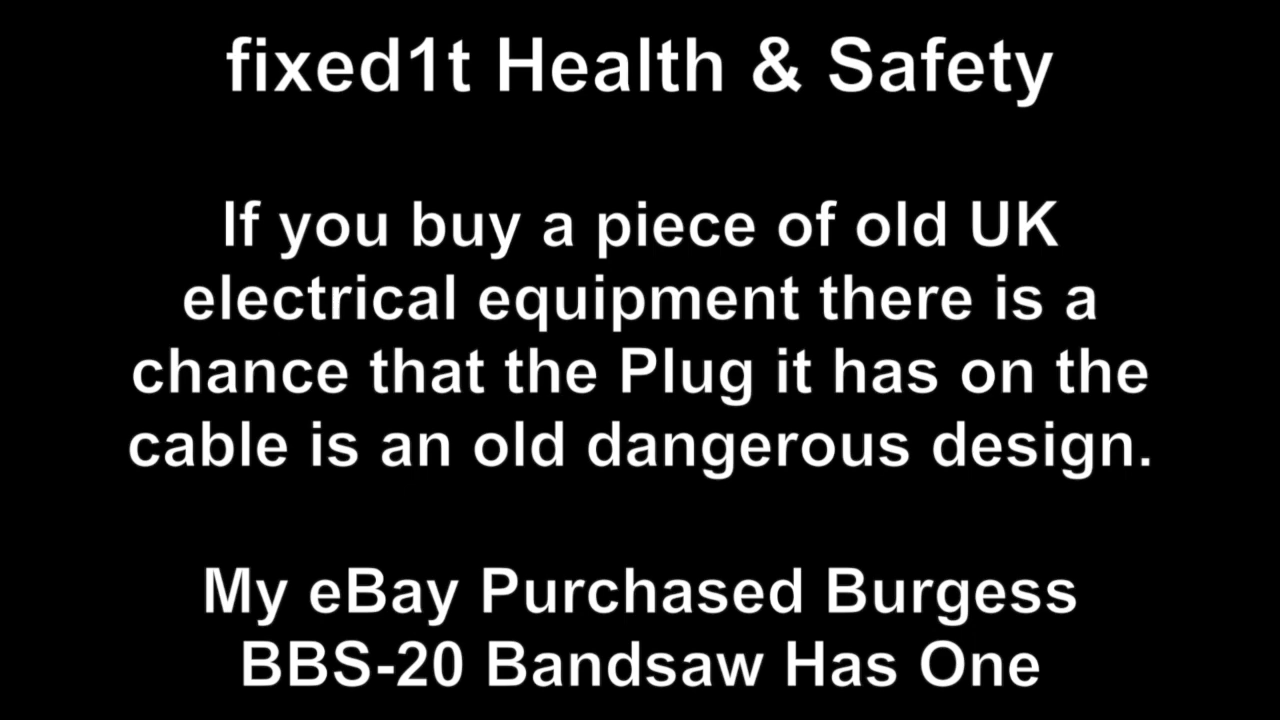 fixed1t Health & Safety
If you buy a piece of old UK
electrical equipment there is a
chance that the Plug it has on the
cable is an old dangerous design.
My eBay Purchased Burgess
BBS-20 Bandsaw Has One